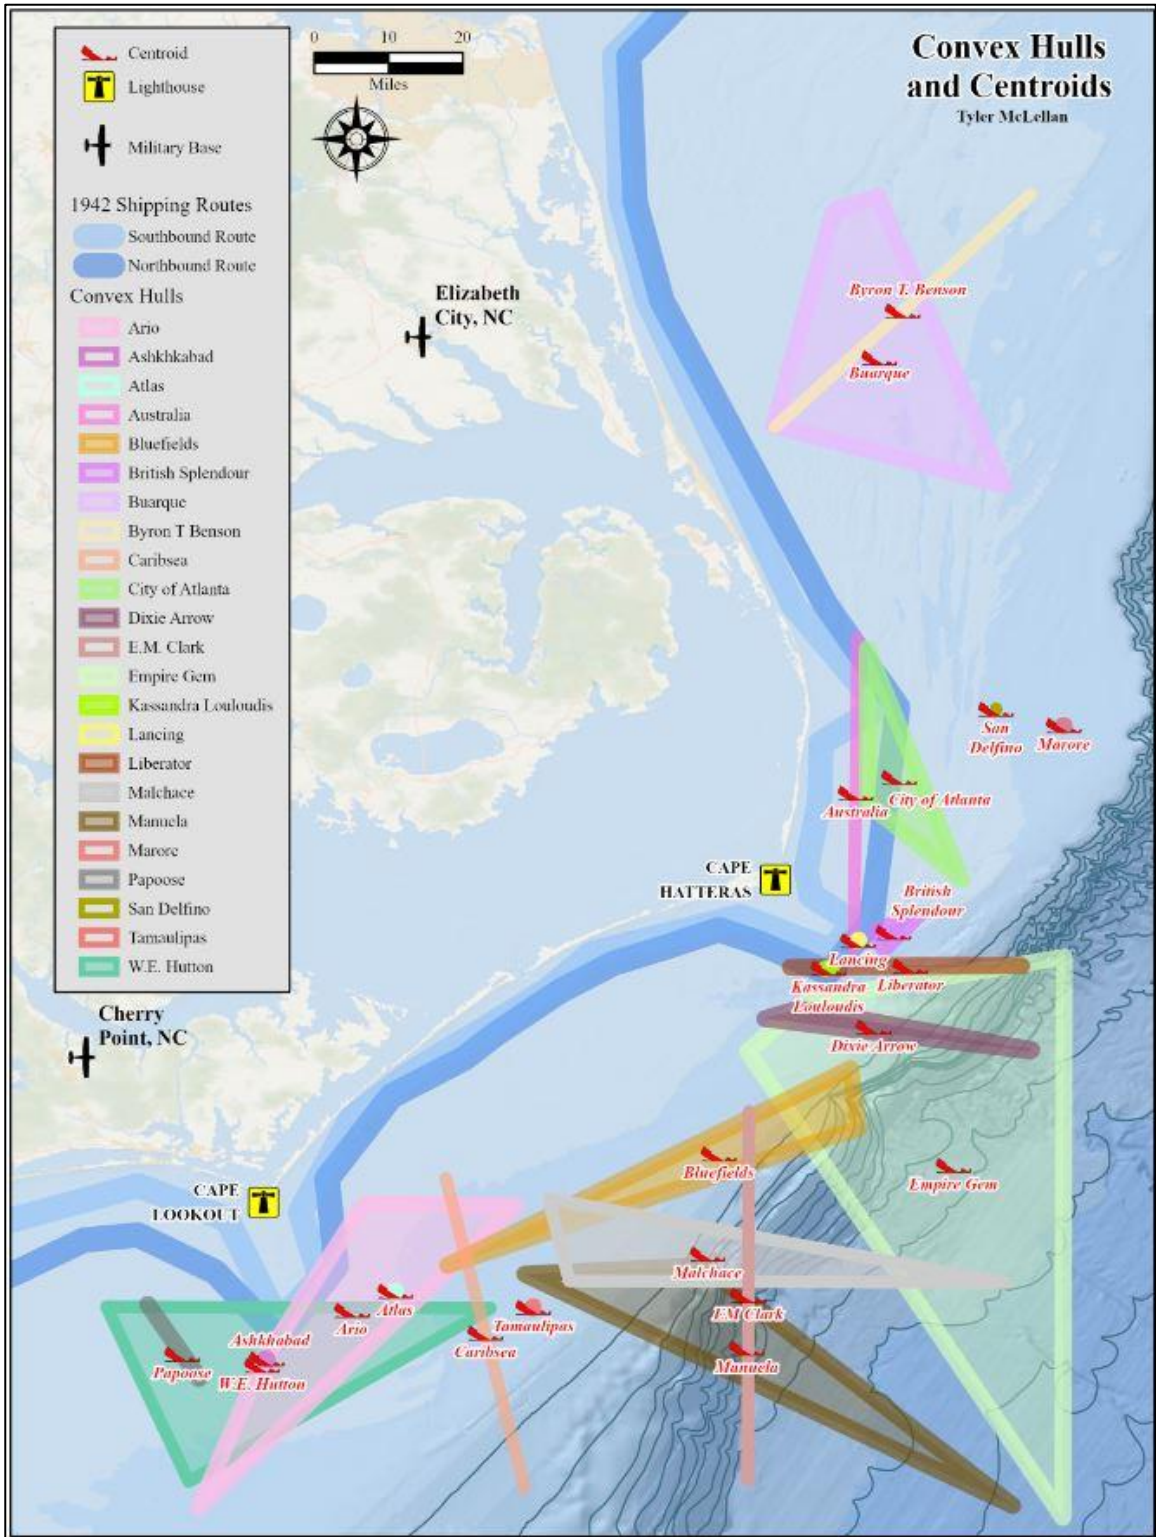 Convex Hulls
and Centroids
Tyler McLellan
0 10 20
Miles
Centroid
Lighthouse
Military Base
1942 Shipping Routes
Southbound Route
Northbound Route
Convex Hulls
Ario
Ashkhkabad
Atlas
Australia
Bluefields
British Splendour
Buarque
Byron T Benson
Caribsea
City of Atlanta
Dixie Arrow
E.M. Clark
Empire Gem
Kassandra Louloudis
Lancing
Liberator
Malchace
Manuela
Marore
Papoose
San Delfino
Tamaulipas
W.E. Hutton
Elizabeth
City, NC
Byron T. Benson
Buarque
San
Delfino
Marore
City of Atlanta
Australia
CAPE
HATTERAS
British
Splendour
Lancing
Kassandra
Louloudis
Liberator
Dixie Arrow
Cherry
Point, NC
Bluefields
Empire Gem
CAPE
LOOKOUT
Malchace
EM Clark
Manuela
Atlas
Ario
Tamaulipas
Caribsea
Ashkhabad
W.E. Hutton
Papoose